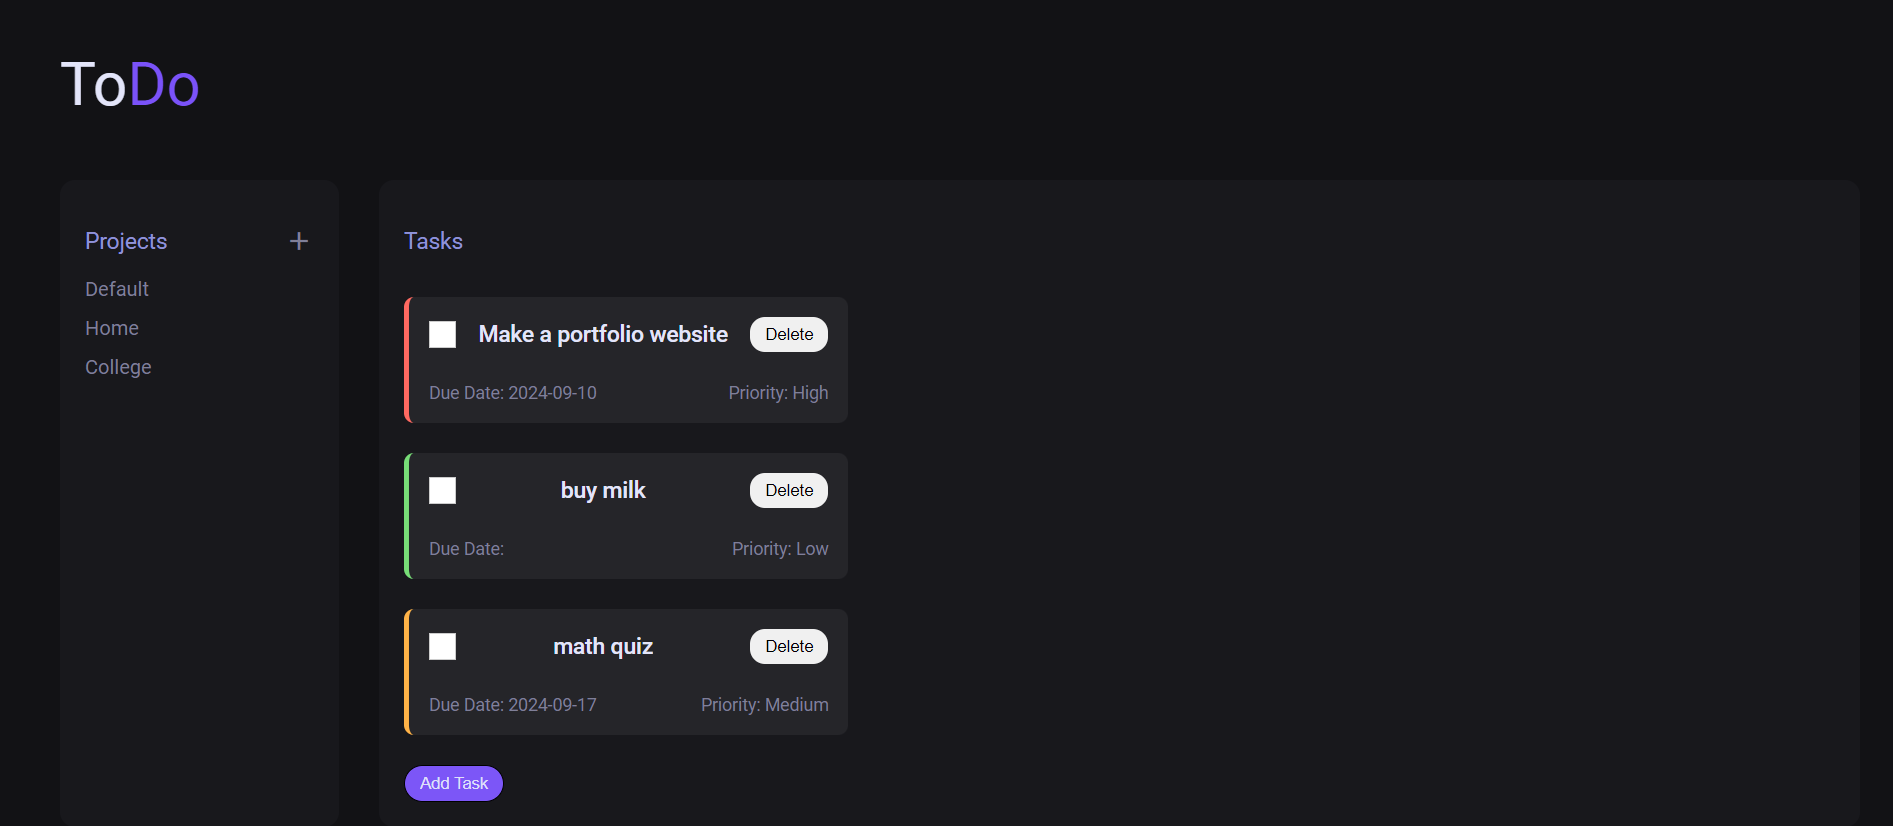 ToDo
Projects
Default
Home
College
Tasks
Make a portfolio website Delete
Due Date: 2024-09-10 Priority: High
buy milk Delete
Due Date: Priority: Low
math quiz Delete
Due Date: 2024-09-17 Priority: Medium
Add Task